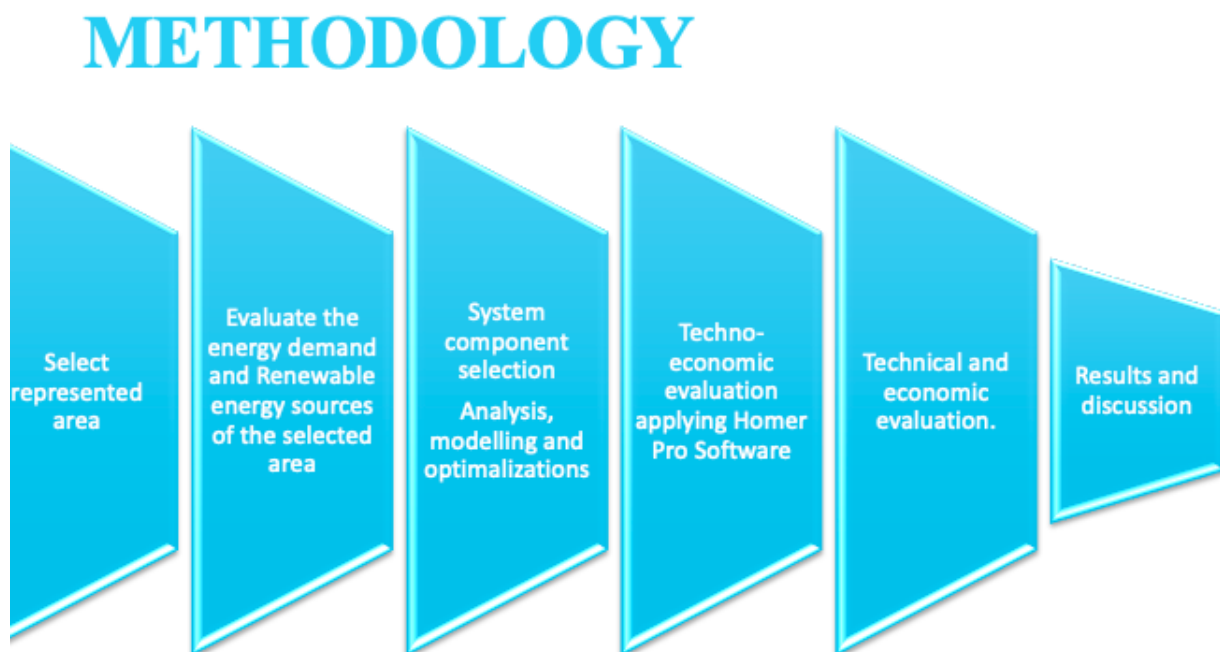 METHODOLOGY
Select
represented
area
Evaluate the
energy demand
and Renewable
energy sources
of the selected
area
System
component
selection
Analysis,
modelling and
optimalizations
Techno-
economic
evaluation
applying Homer
Pro Software
Technical and
economic
evaluation.
Results and
discussion